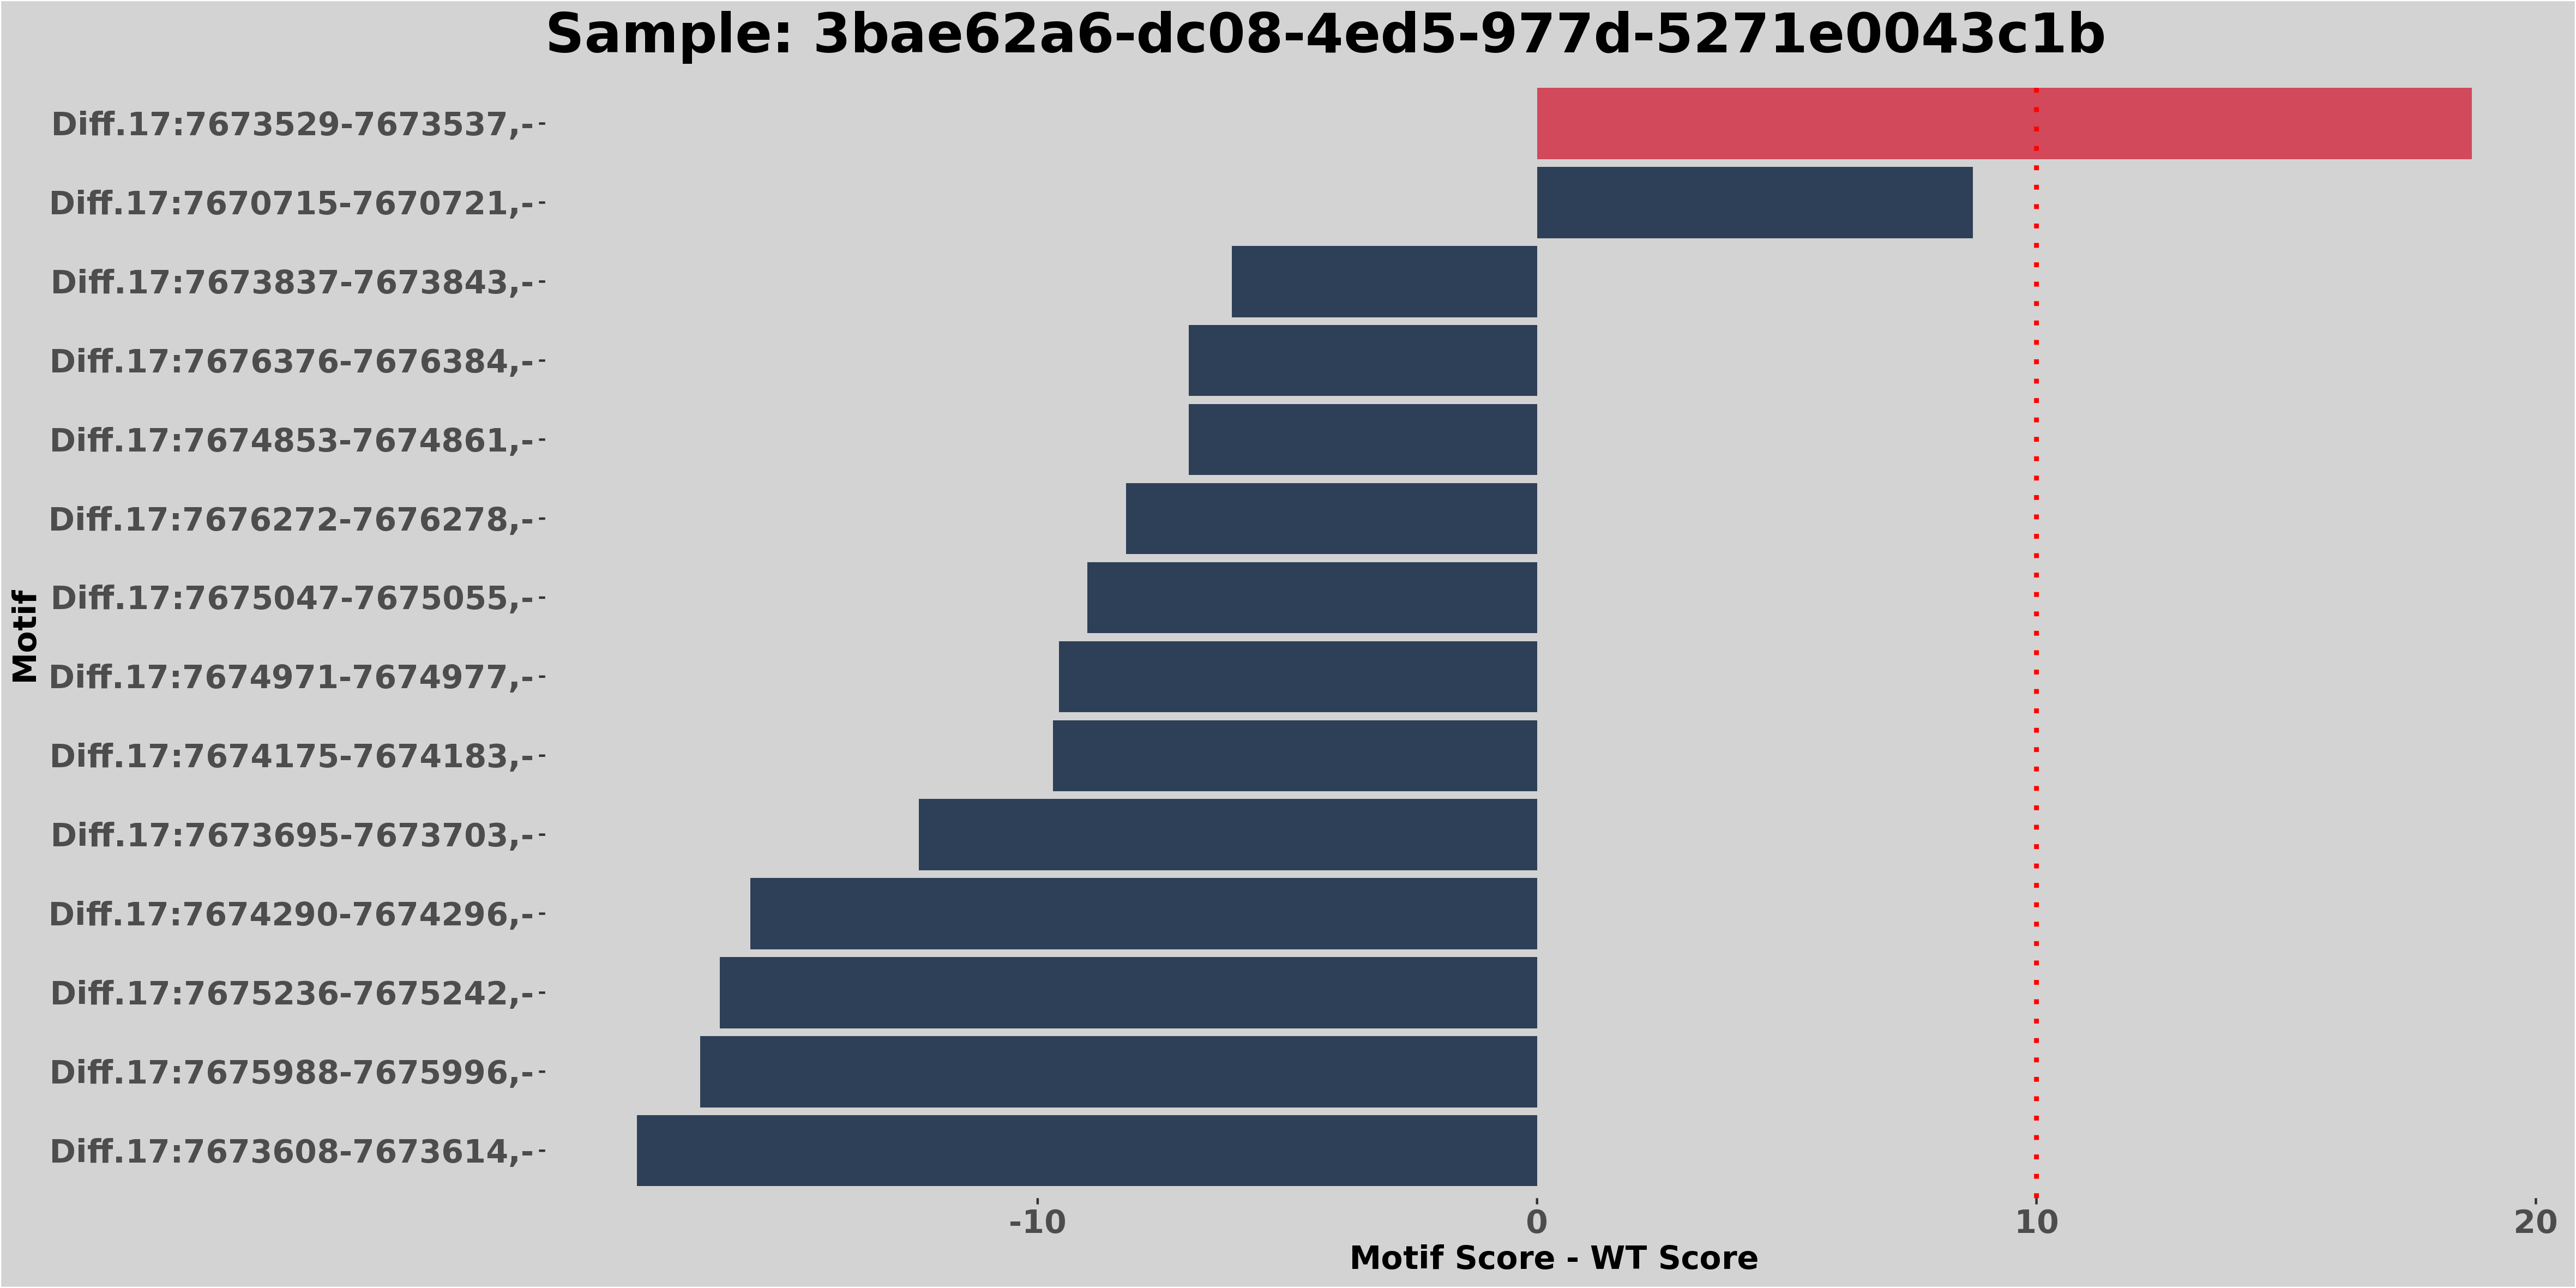 Sample: 3bae62a6-dc08-4ed5-977d-5271e0043c1b
Diff.17:7673529-7673537,-
Diff.17:7670715-7670721,-
Diff.17:7673837-7673843,-
Diff.17:7676376-7676384,-
Diff.17:7674853-7674861,-
Diff.17:7676272-7676278,-
Diff.17:7675047-7675055,-
Diff.17:7674971-7674977,-
Diff.17:7674175-7674183,-
Diff.17:7673695-7673703,-
Diff.17:7674290-7674296,-
Diff.17:7675236-7675242,-
Diff.17:7675988-7675996,-
Diff.17:7673608-7673614,-
Motif
-10 0 10 20
Motif Score - WT Score